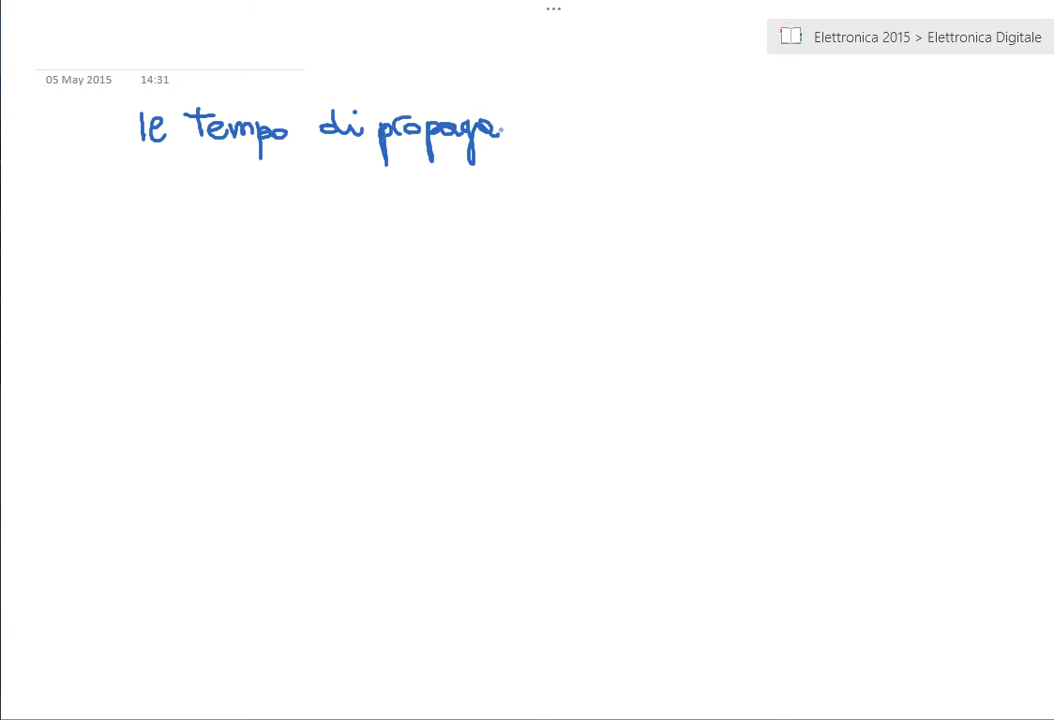 Elettronica 2015 > Elettronica Digitale
05 May 2015 14:31
le tempo di propaga